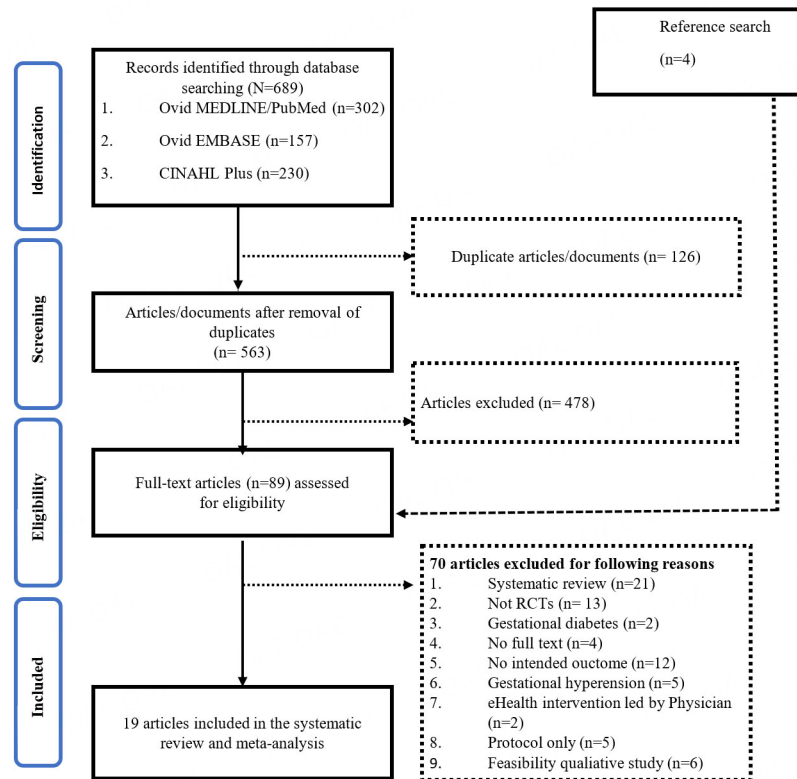 Reference search
(n=4)
Identification
Records identified through database
searching (N=689)
1. Ovid MEDLINE/PubMed (n=302)
2. Ovid EMBASE (n=157)
3. CINAHL Plus (n=230)
Duplicate articles/documents (n= 126)
Screening
Articles/documents after removal of
duplicates
(n= 563)
Articles excluded (n= 478)
Eligibility
Full-text articles (n=89) assessed
for eligibility
70 articles excluded for following reasons
1. Systematic review (n=21)
2. Not RCTs (n= 13)
3. Gestational diabetes (n=2)
4. No full text (n=4)
5. No intended ouctome (n=12)
6. Gestational hyperension (n=5)
7. eHealth intervention led by Physician
(n=2)
8. Protocol only (n=5)
9. Feasibility qualiative study (n=6)
Included
19 articles included in the systematic
review and meta-analysis